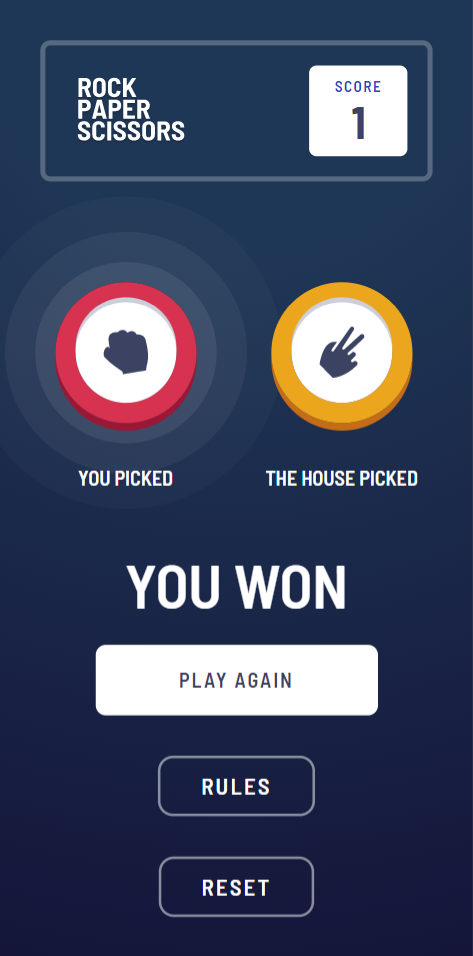 ROCK
PAPER
SCISSORS
SCORE
1
YOU PICKED
THE HOUSE PICKED
YOU WON
PLAY AGAIN
RULES
RESET